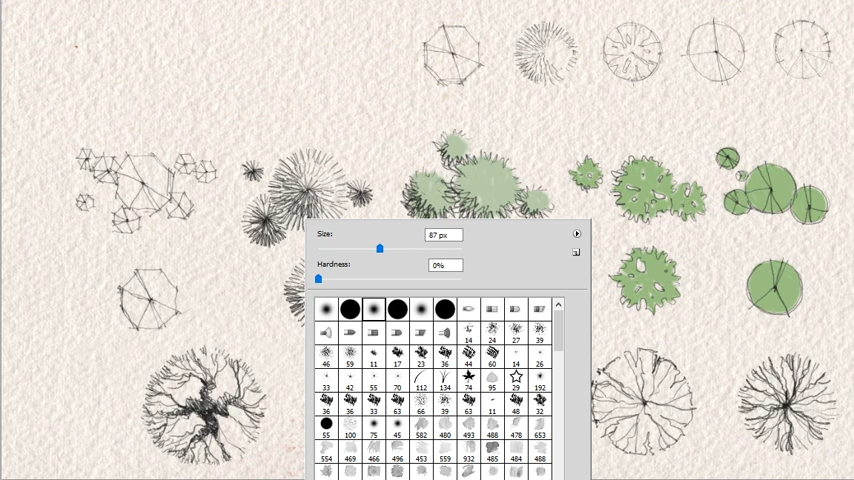 Size:
87 px
Hardness:
0%
14 24 27 39
46 59 11 17 23 36 44 60 14 26
33 42 55 70 112 134 74 95 29 192
36 36 33 63 66 39 63 11 48 32
55 100 75 45 582 480 493 488 478 653
554 469 466 496 453 559 932 485 484 488